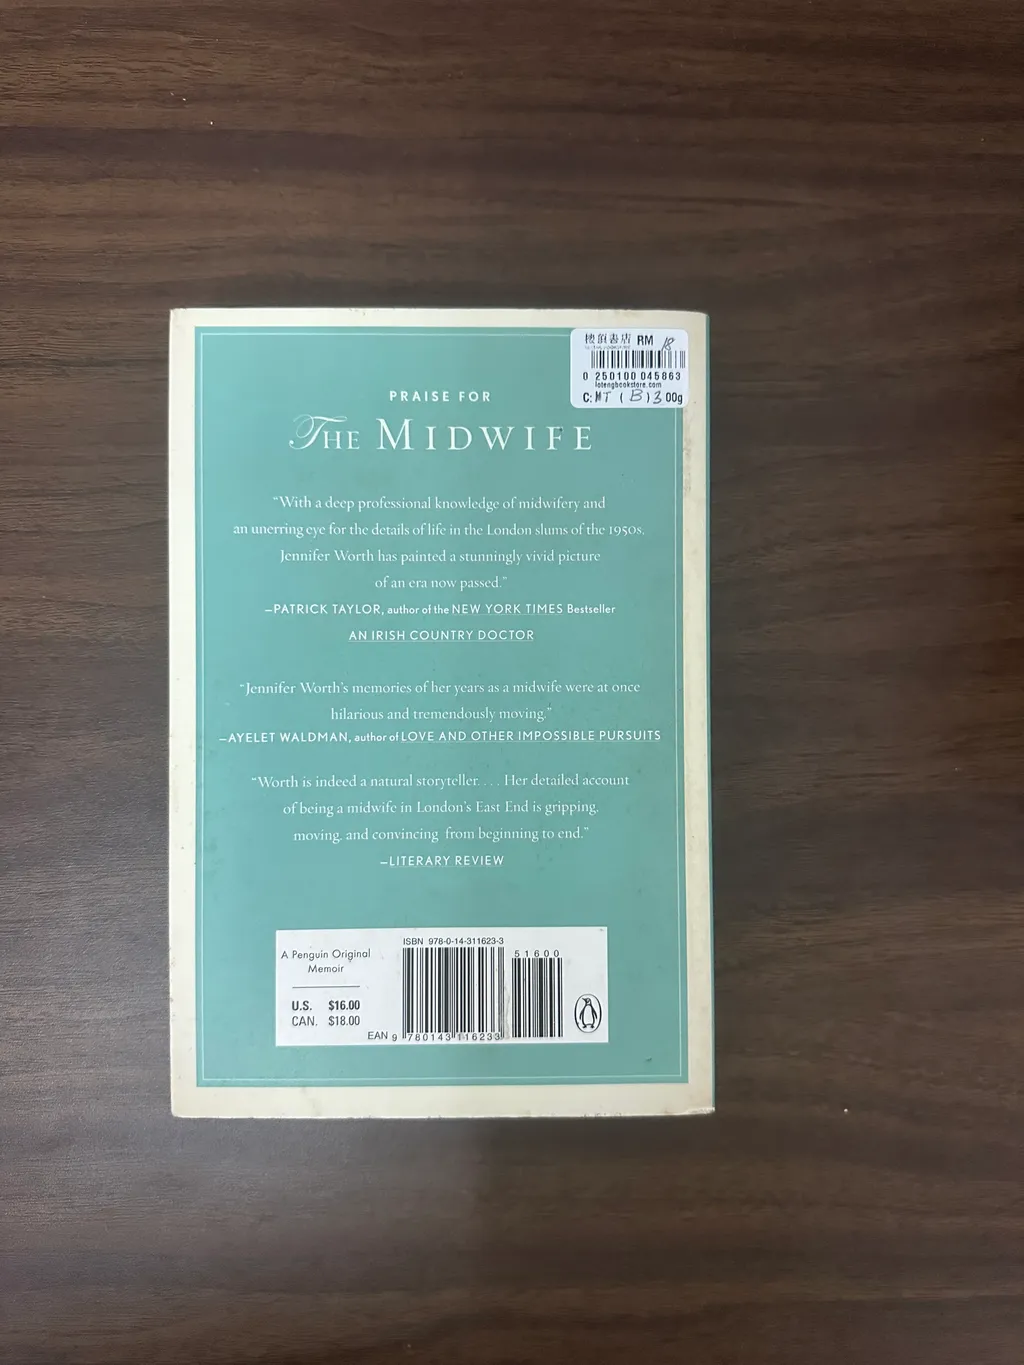 樓頂書店 RM 18
0 250100 045863
lotengbookstore.com
C: MT ( B ) 3 00g
PRAISE FOR
THE MIDWIFE
“With a deep professional knowledge of midwifery and
an unerring eye for the details of life in the London slums of the 1950s,
Jennifer Worth has painted a stunningly vivid picture
of an era now passed.”
—PATRICK TAYLOR, author of the NEW YORK TIMES Bestseller
AN IRISH COUNTRY DOCTOR
“Jennifer Worth's memories of her years as a midwife were at once
hilarious and tremendously moving.”
—AYELET WALDMAN, author of LOVE AND OTHER IMPOSSIBLE PURSUITS
“Worth is indeed a natural storyteller. . . . Her detailed account
of being a midwife in London's East End is gripping,
moving, and convincing from beginning to end.”
—LITERARY REVIEW
A Penguin Original
Memoir
U.S. $16.00
CAN. $18.00
ISBN 978-0-14-311623-3
51600
EAN 9 780143 116233